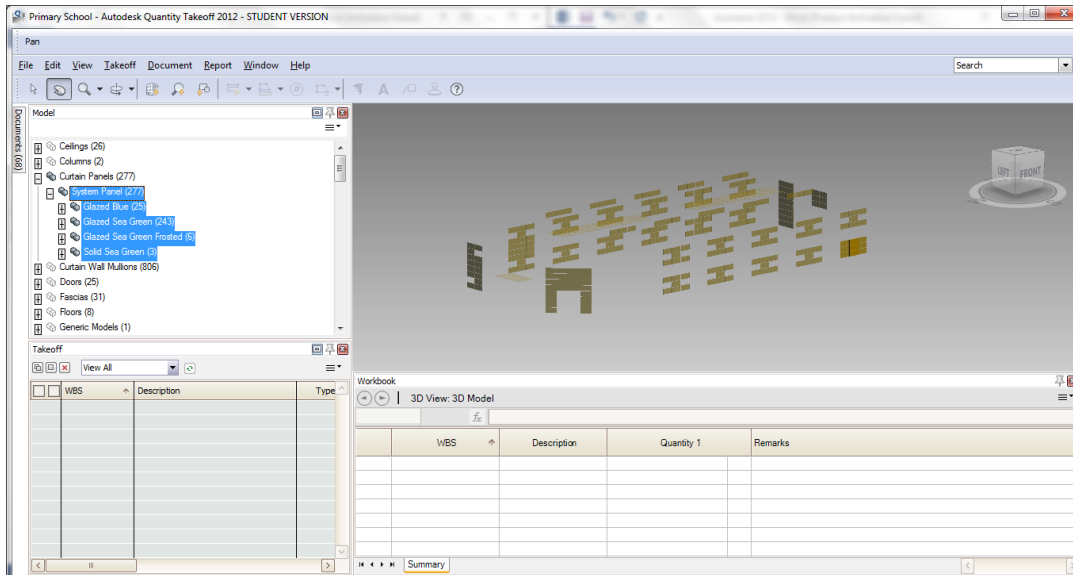 Primary School - Autodesk Quantity Takeoff 2012 - STUDENT VERSION
Pan
File Edit View Takeoff Document Report Window Help
Search
Documents (68)
Model
Ceilings (26)
Columns (2)
Curtain Panels (277)
System Panel (277)
Glazed Blue (25)
Glazed Sea Green (243)
Glazed Sea Green Frosted (6)
Solid Sea Green (3)
Curtain Wall Mullions (806)
Doors (25)
Fascias (31)
Floors (8)
Generic Models (1)
LEFT FRONT
Takeoff
View All
WBS Description Type
Workbook
3D View: 3D Model
fx
WBS Description Quantity 1 Remarks
Summary